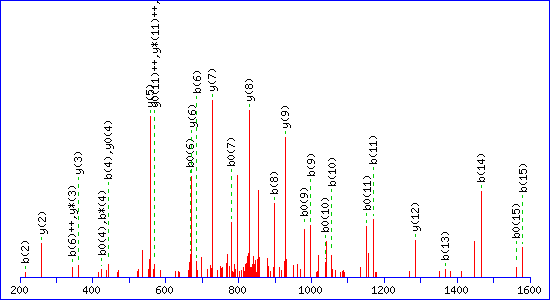 b(2)
y(2)
b(6)++,y*(3)
y(3)
b0(4),b*(4)
b(4),y0(4)
y(5)
b0(11)++,y*(11)++,
b0(6)
y(6)
b(6)
y(7)
b0(7)
y(8)
b(8)
y(9)
b0(9)
b(9)
b0(10)
b(10)
b0(11)
b(11)
y(12)
b(13)
b(14)
b0(15)
b(15)
200 400 600 800 1000 1200 1400 1600